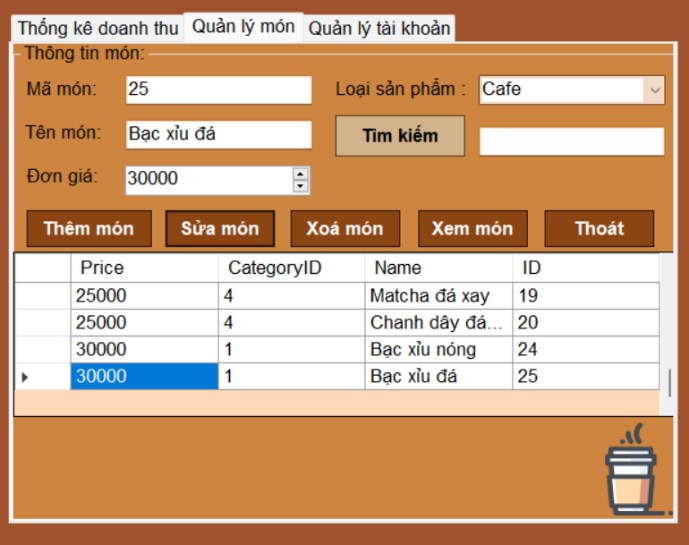 Thống kê doanh thu Quản lý món Quản lý tài khoản
Thông tin món:
Mã món: 25 Loại sản phẩm : Cafe
Tên món: Bạc xỉu đá Tìm kiếm
Đơn giá: 30000
Thêm món Sửa món Xoá món Xem món Thoát
Price CategoryID Name ID
25000 4 Matcha đá xay 19
25000 4 Chanh dây đá... 20
30000 1 Bạc xỉu nóng 24
30000 1 Bạc xỉu đá 25